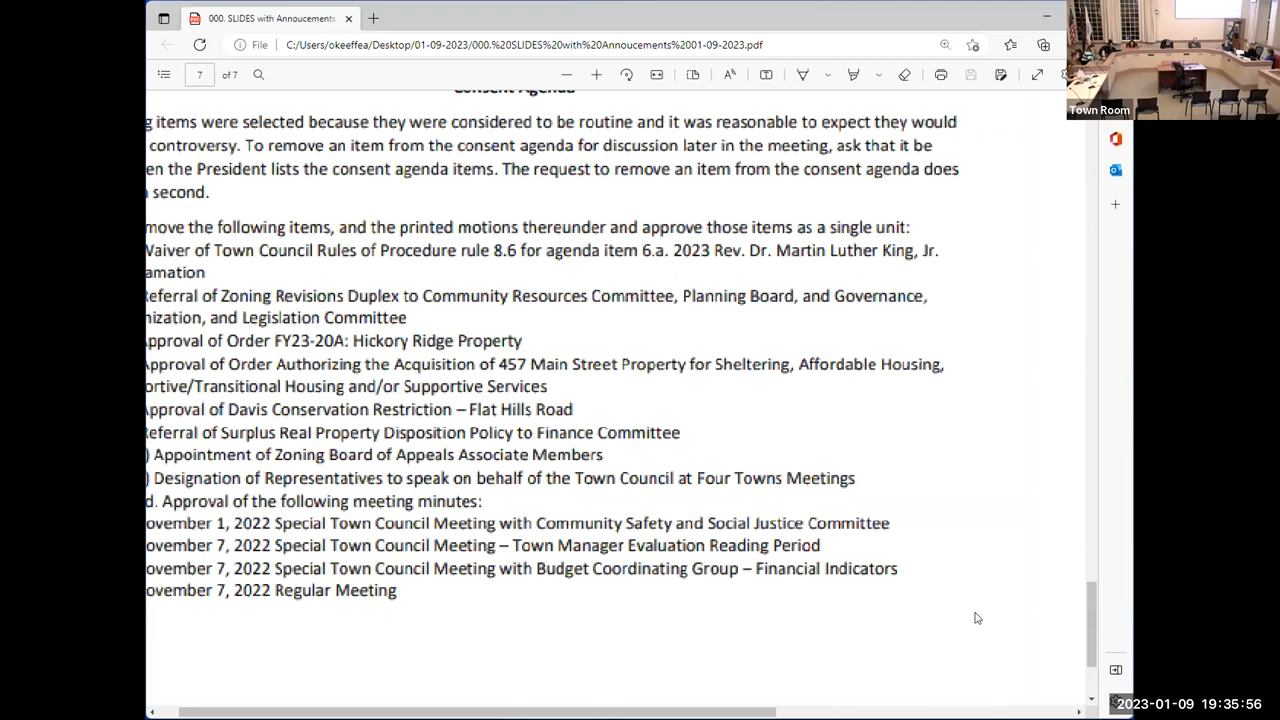 000. SLIDES with Annoucements
File
C:/Users/okeeffea/Desktop/01-09-2023/000.%20SLIDES%20with%20Annoucements%2001-09-2023.pdf
7 of 7
Town Room
Consent Agenda
g items were selected because they were considered to be routine and it was reasonable to expect they would
controversy. To remove an item from the consent agenda for discussion later in the meeting, ask that it be
en the President lists the consent agenda items. The request to remove an item from the consent agenda does
second.
move the following items, and the printed motions thereunder and approve those items as a single unit:
Waiver of Town Council Rules of Procedure rule 8.6 for agenda item 6.a. 2023 Rev. Dr. Martin Luther King, Jr.
amation
Referral of Zoning Revisions Duplex to Community Resources Committee, Planning Board, and Governance,
nization, and Legislation Committee
Approval of Order FY23-20A: Hickory Ridge Property
Approval of Order Authorizing the Acquisition of 457 Main Street Property for Sheltering, Affordable Housing,
ortive/Transitional Housing and/or Supportive Services
Approval of Davis Conservation Restriction – Flat Hills Road
Referral of Surplus Real Property Disposition Policy to Finance Committee
) Appointment of Zoning Board of Appeals Associate Members
) Designation of Representatives to speak on behalf of the Town Council at Four Towns Meetings
d. Approval of the following meeting minutes:
ovember 1, 2022 Special Town Council Meeting with Community Safety and Social Justice Committee
ovember 7, 2022 Special Town Council Meeting – Town Manager Evaluation Reading Period
ovember 7, 2022 Special Town Council Meeting with Budget Coordinating Group – Financial Indicators
ovember 7, 2022 Regular Meeting
2023-01-09 19:35:56